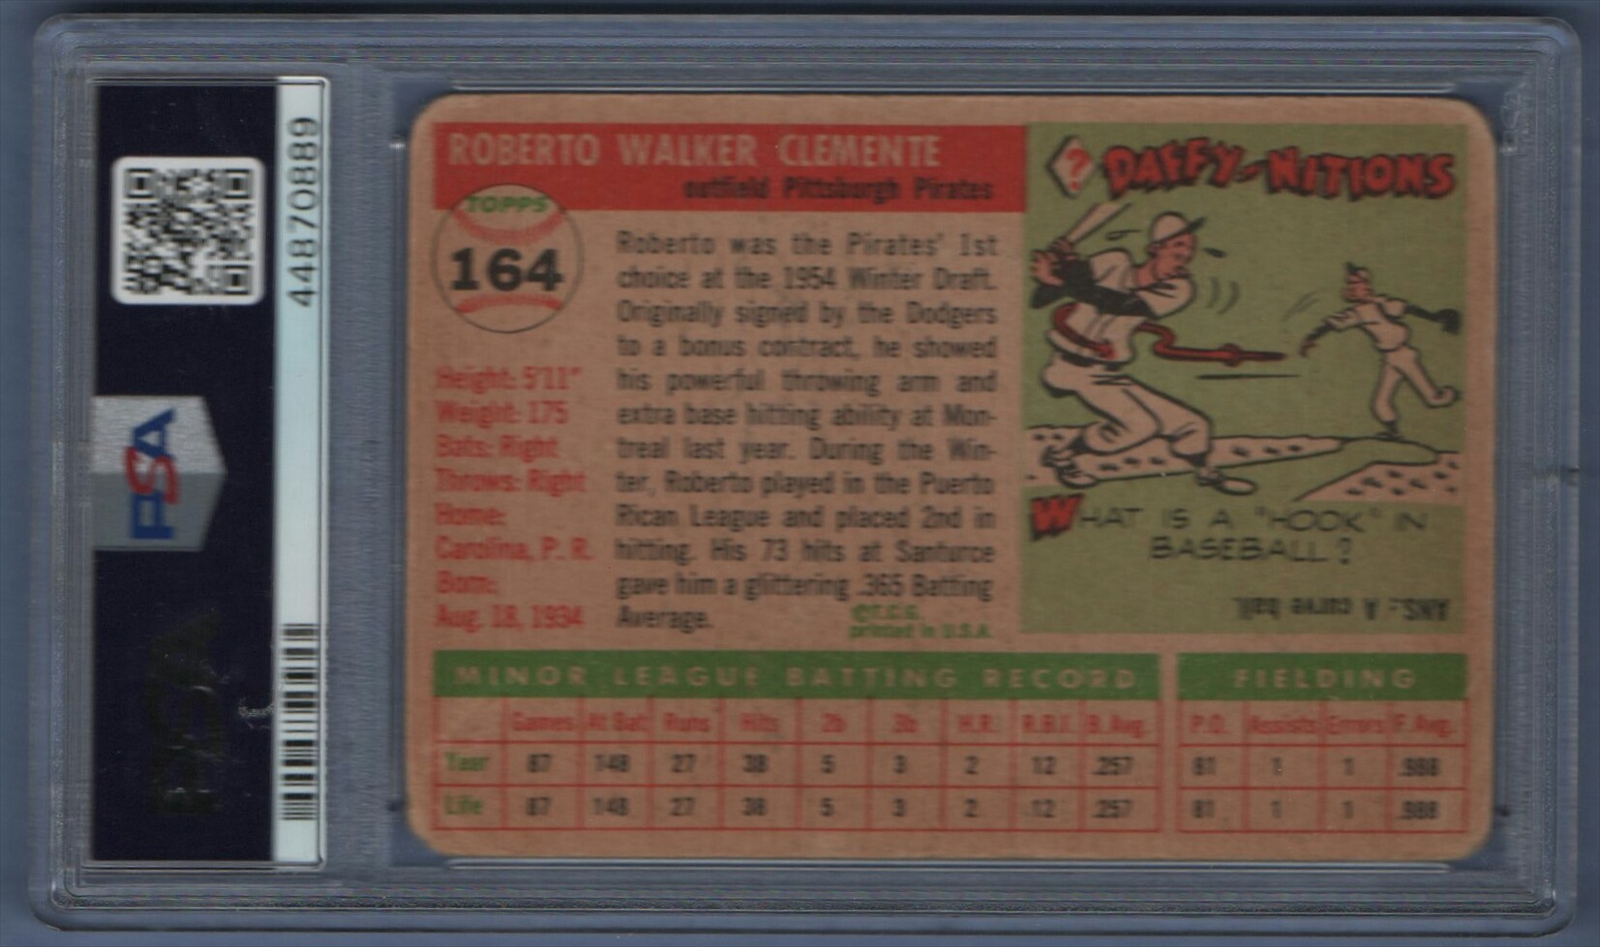 44870889
PSA
ROBERTO WALKER CLEMENTE
outfield Pittsburgh Pirates
TOPPS
164
Height: 5'11"
Weight: 175
Bats: Right
Throws: Right
Home:
Carolina, P. R.
Born:
Aug. 18, 1934
Roberto was the Pirates' 1st
choice at the 1954 Winter Draft.
Originally signed by the Dodgers
to a bonus contract, he showed
his powerful throwing arm and
extra base hitting ability at Mon-
treal last year. During the Win-
ter, Roberto played in the Puerto
Rican League and placed 2nd in
hitting. His 73 hits at Santurce
gave him a glittering .365 Batting
Average.
©T.C.G.
printed in U.S.A.
? DAFFY-NITIONS
WHAT IS A "HOOK" IN
BASEBALL?
ANS.: A curve ball.
MINOR LEAGUE BATTING RECORD
Games At Bat Runs Hits 2b 3b H.R. R.B.I. B. Avg.
Year 87 148 27 38 5 3 2 12 .257
Life 87 148 27 38 5 3 2 12 .257
FIELDING
P.O. Assists Errors F. Avg.
81 1 1 .988
81 1 1 .988